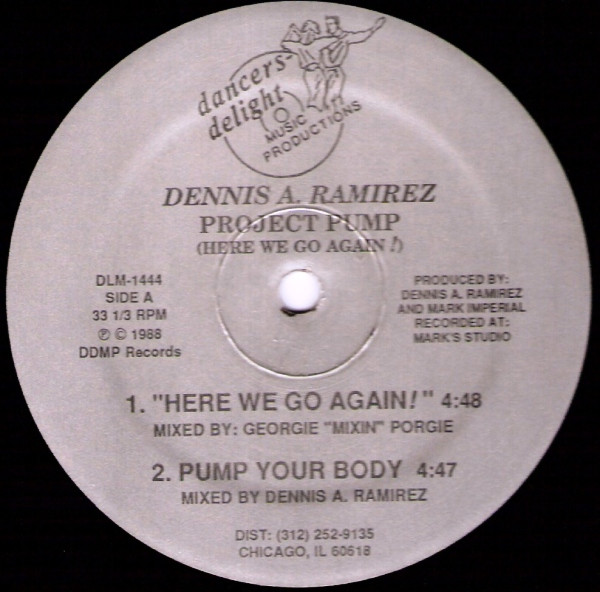 dancers-
delight
MUSIC
PRODUCTIONS
DENNIS A. RAMIREZ
PROJECT PUMP
(HERE WE GO AGAIN!)
DLM-1444
SIDE A
33 1/3 RPM
℗ © 1988
DDMP Records
PRODUCED BY:
DENNIS A. RAMIREZ
AND MARK IMPERIAL
RECORDED AT:
MARK'S STUDIO
1. "HERE WE GO AGAIN!" 4:48
MIXED BY: GEORGIE "MIXIN" PORGIE
2. PUMP YOUR BODY 4:47
MIXED BY DENNIS A. RAMIREZ
DIST: (312) 252-9135
CHICAGO, IL 60618